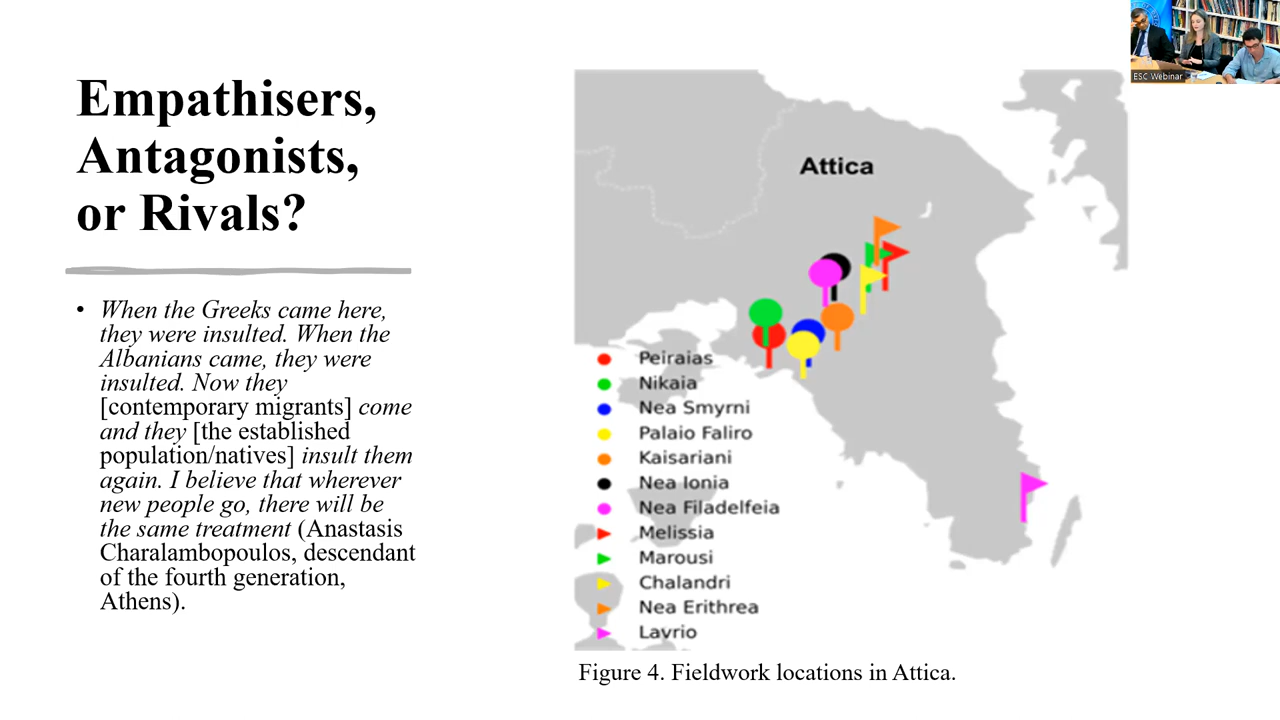 Empathisers,
Antagonists,
or Rivals?
• When the Greeks came here,
they were insulted. When the
Albanians came, they were
insulted. Now they
[contemporary migrants] come
and they [the established
population/natives] insult them
again. I believe that wherever
new people go, there will be
the same treatment (Anastasis
Charalambopoulos, descendant
of the fourth generation,
Athens).
Attica
Peiraias
Nikaia
Nea Smyrni
Palaio Faliro
Kaisariani
Nea Ionia
Nea Filadelfeia
Melissia
Marousi
Chalandri
Nea Erithrea
Lavrio
Figure 4. Fieldwork locations in Attica.
ESC Webinar